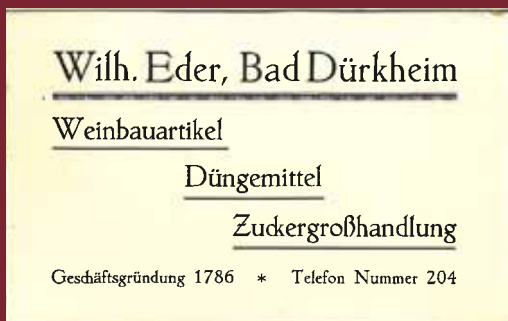 Wilh. Eder, Bad Dürkheim
Weinbauartikel
Düngemittel
Zuckergroßhandlung
Geschäftsgründung 1786 * Telefon Nummer 204